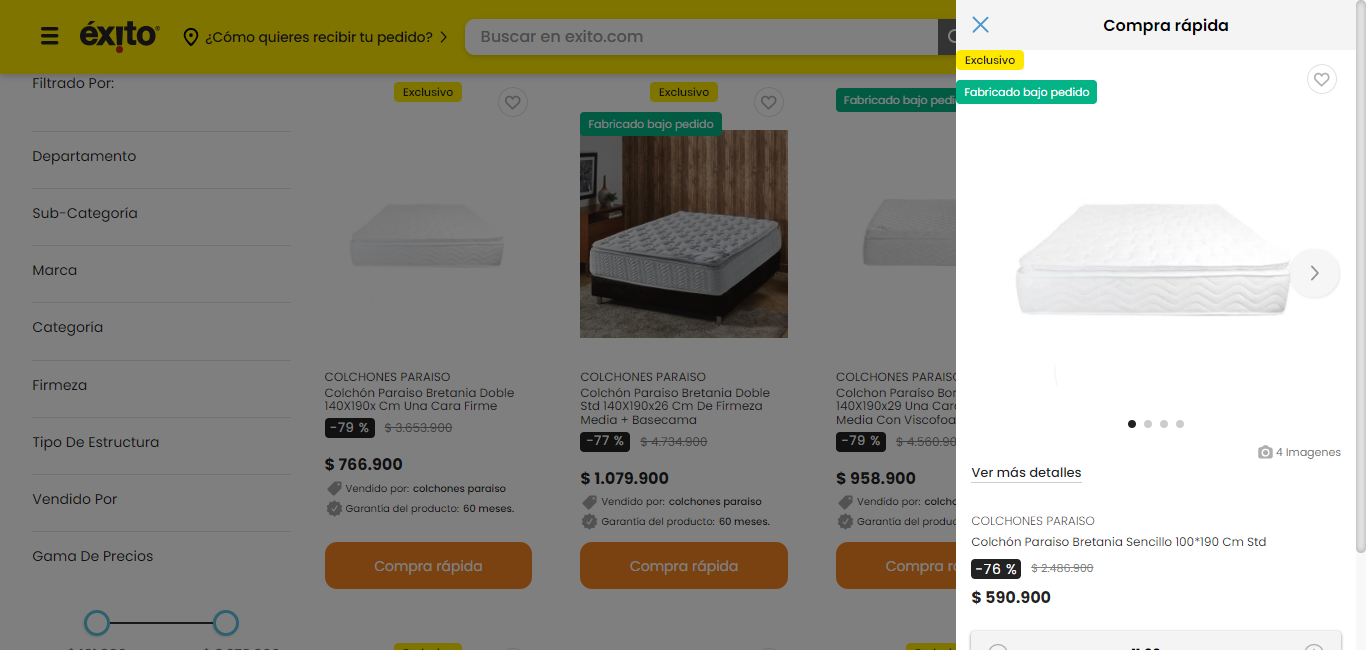 éxito
¿Cómo quieres recibir tu pedido?
Buscar en exito.com
Filtrado Por:
Departamento
Sub-Categoría
Marca
Categoría
Firmeza
Tipo De Estructura
Vendido Por
Gama De Precios
Exclusivo
COLCHONES PARAISO
Colchón Paraiso Bretania Doble
140X190x Cm Una Cara Firme
-79 % $ 3.653.900
$ 766.900
Vendido por: colchones paraiso
Garantía del producto: 60 meses.
Compra rápida
Exclusivo
Fabricado bajo pedido
COLCHONES PARAISO
Colchón Paraiso Bretania Doble
Std 140X190x26 Cm De Firmeza
Media + Basecama
-77 % $ 4.734.900
$ 1.079.900
Vendido por: colchones paraiso
Garantía del producto: 60 meses.
Compra rápida
Fabricado bajo pedi
COLCHONES PARAISO
Colchon Paraiso Bor
140X190x29 Una Cara
Media Con Viscofoa
-79 % $ 4.560.90
$ 958.900
Vendido por: colcho
Garantía del produc
Compra ra
Compra rápida
Exclusivo
Fabricado bajo pedido
4 Imagenes
Ver más detalles
COLCHONES PARAISO
Colchón Paraiso Bretania Sencillo 100*190 Cm Std
-76 % $ 2.486.900
$ 590.900